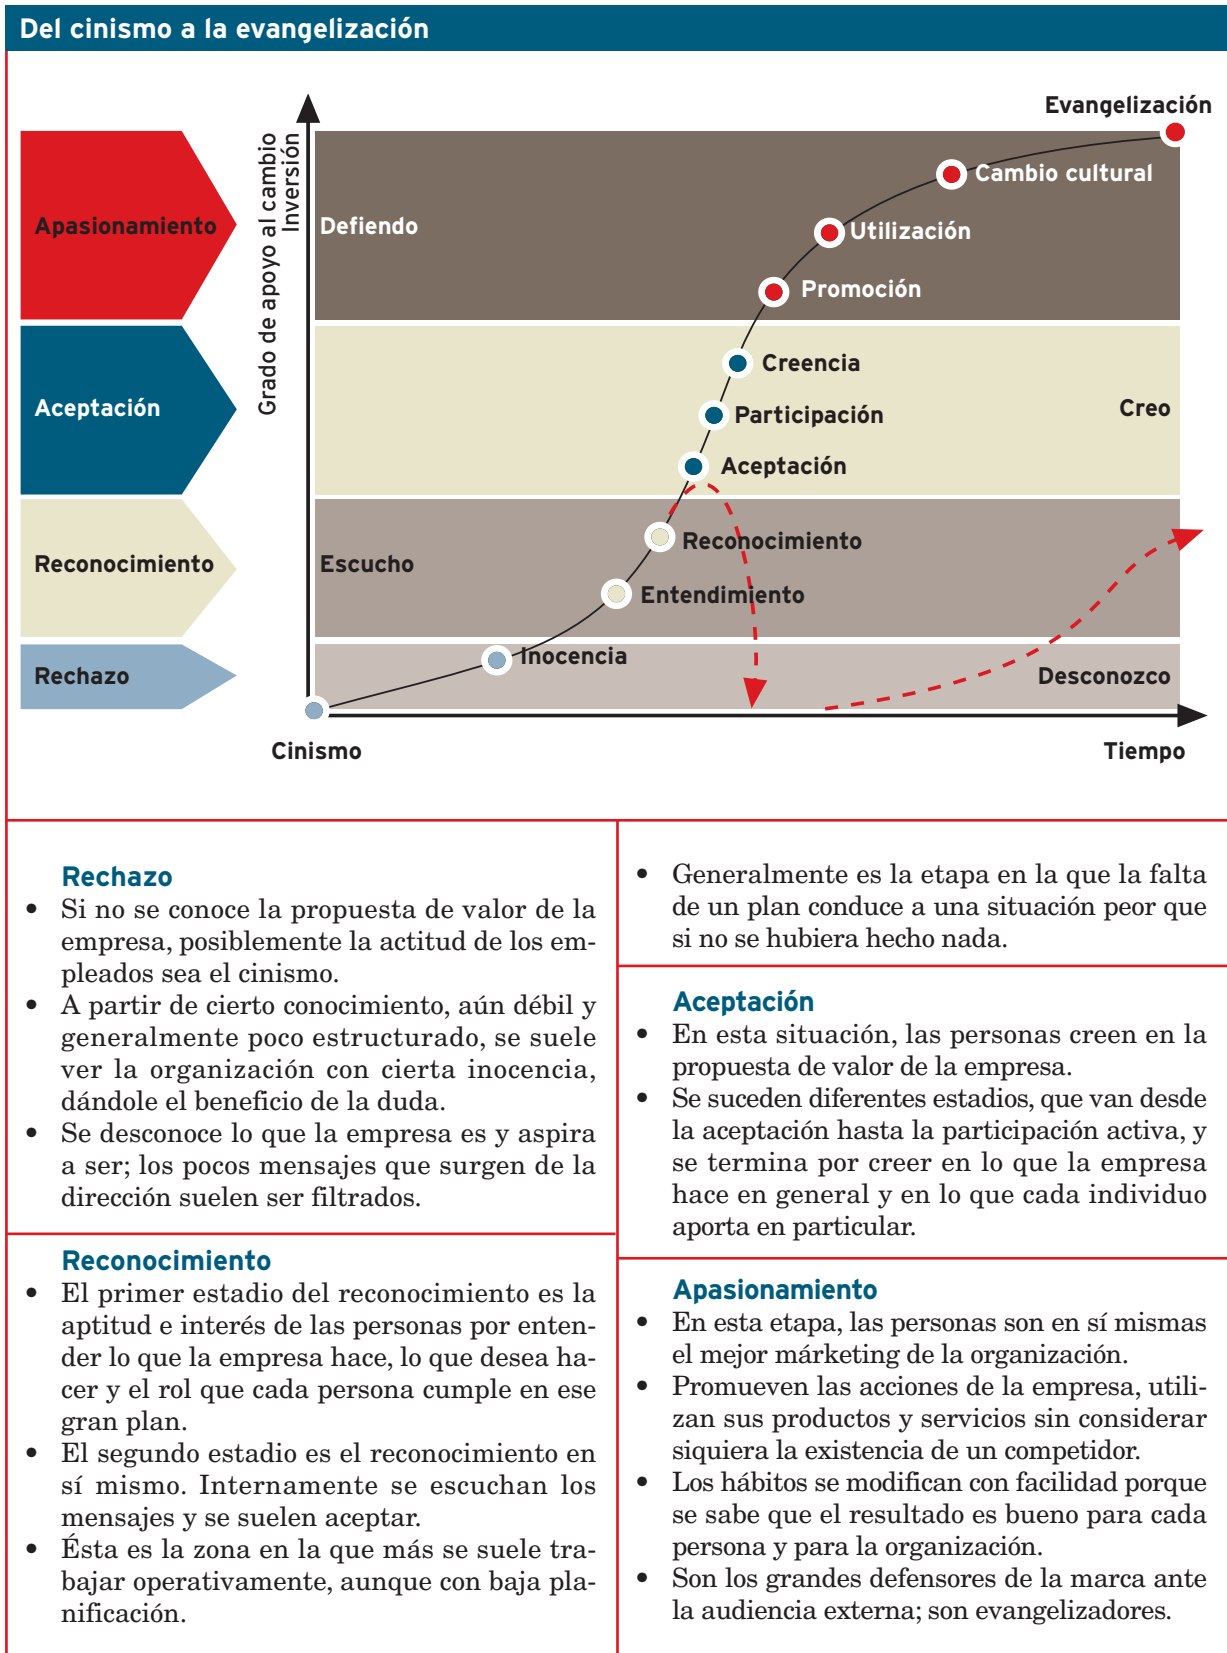 Del cinismo a la evangelización
Evangelización
Cambio cultural
Apasionamiento
Grado de apoyo al cambio
Inversión
Defiendo
Utilización
Promoción
Creencia
Aceptación
Participación
Creo
Aceptación
Reconocimiento
Reconocimiento
Escucho
Entendimiento
Inocencia
Rechazo
Desconozco
Cinismo
Tiempo
Rechazo
• Si no se conoce la propuesta de valor de la
empresa, posiblemente la actitud de los em-
pleados sea el cinismo.
• A partir de cierto conocimiento, aún débil y
generalmente poco estructurado, se suele
ver la organización con cierta inocencia,
dándole el beneficio de la duda.
• Se desconoce lo que la empresa es y aspira
a ser; los pocos mensajes que surgen de la
dirección suelen ser filtrados.
Reconocimiento
• El primer estadio del reconocimiento es la
aptitud e interés de las personas por enten-
der lo que la empresa hace, lo que desea ha-
cer y el rol que cada persona cumple en ese
gran plan.
• El segundo estadio es el reconocimiento en
sí mismo. Internamente se escuchan los
mensajes y se suelen aceptar.
• Ésta es la zona en la que más se suele tra-
bajar operativamente, aunque con baja pla-
nificación.
• Generalmente es la etapa en la que la falta
de un plan conduce a una situación peor que
si no se hubiera hecho nada.
Aceptación
• En esta situación, las personas creen en la
propuesta de valor de la empresa.
• Se suceden diferentes estadios, que van desde
la aceptación hasta la participación activa, y
se termina por creer en lo que la empresa
hace en general y en lo que cada individuo
aporta en particular.
Apasionamiento
• En esta etapa, las personas son en sí mismas
el mejor márketing de la organización.
• Promueven las acciones de la empresa, utili-
zan sus productos y servicios sin considerar
siquiera la existencia de un competidor.
• Los hábitos se modifican con facilidad porque
se sabe que el resultado es bueno para cada
persona y para la organización.
• Son los grandes defensores de la marca ante
la audiencia externa; son evangelizadores.